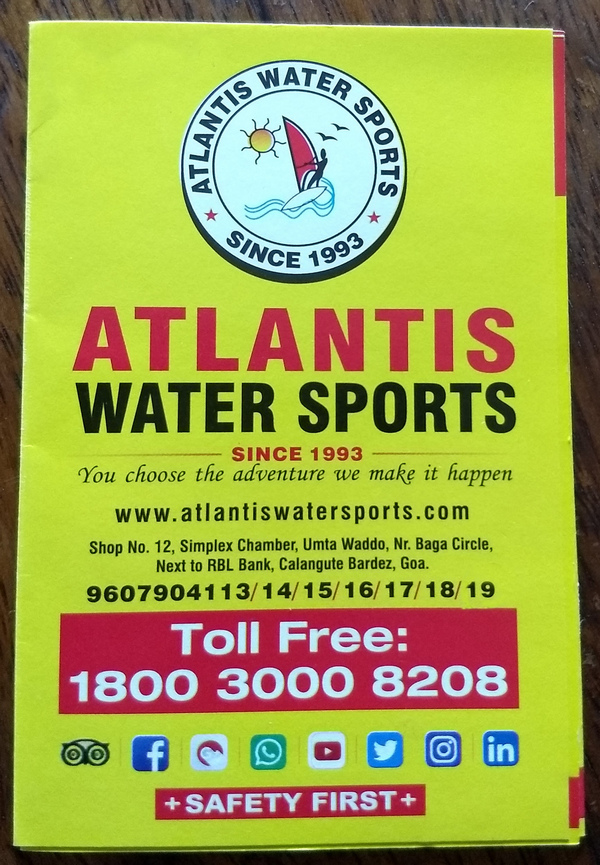 ATLANTIS WATER SPORTS
SINCE 1993
ATLANTIS
WATER SPORTS
SINCE 1993
You choose the adventure we make it happen
www.atlantiswatersports.com
Shop No. 12, Simplex Chamber, Umta Waddo, Nr. Baga Circle,
Next to RBL Bank, Calangute Bardez, Goa.
9607904113/14/15/16/17/18/19
Toll Free:
1800 3000 8208
+SAFETY FIRST+